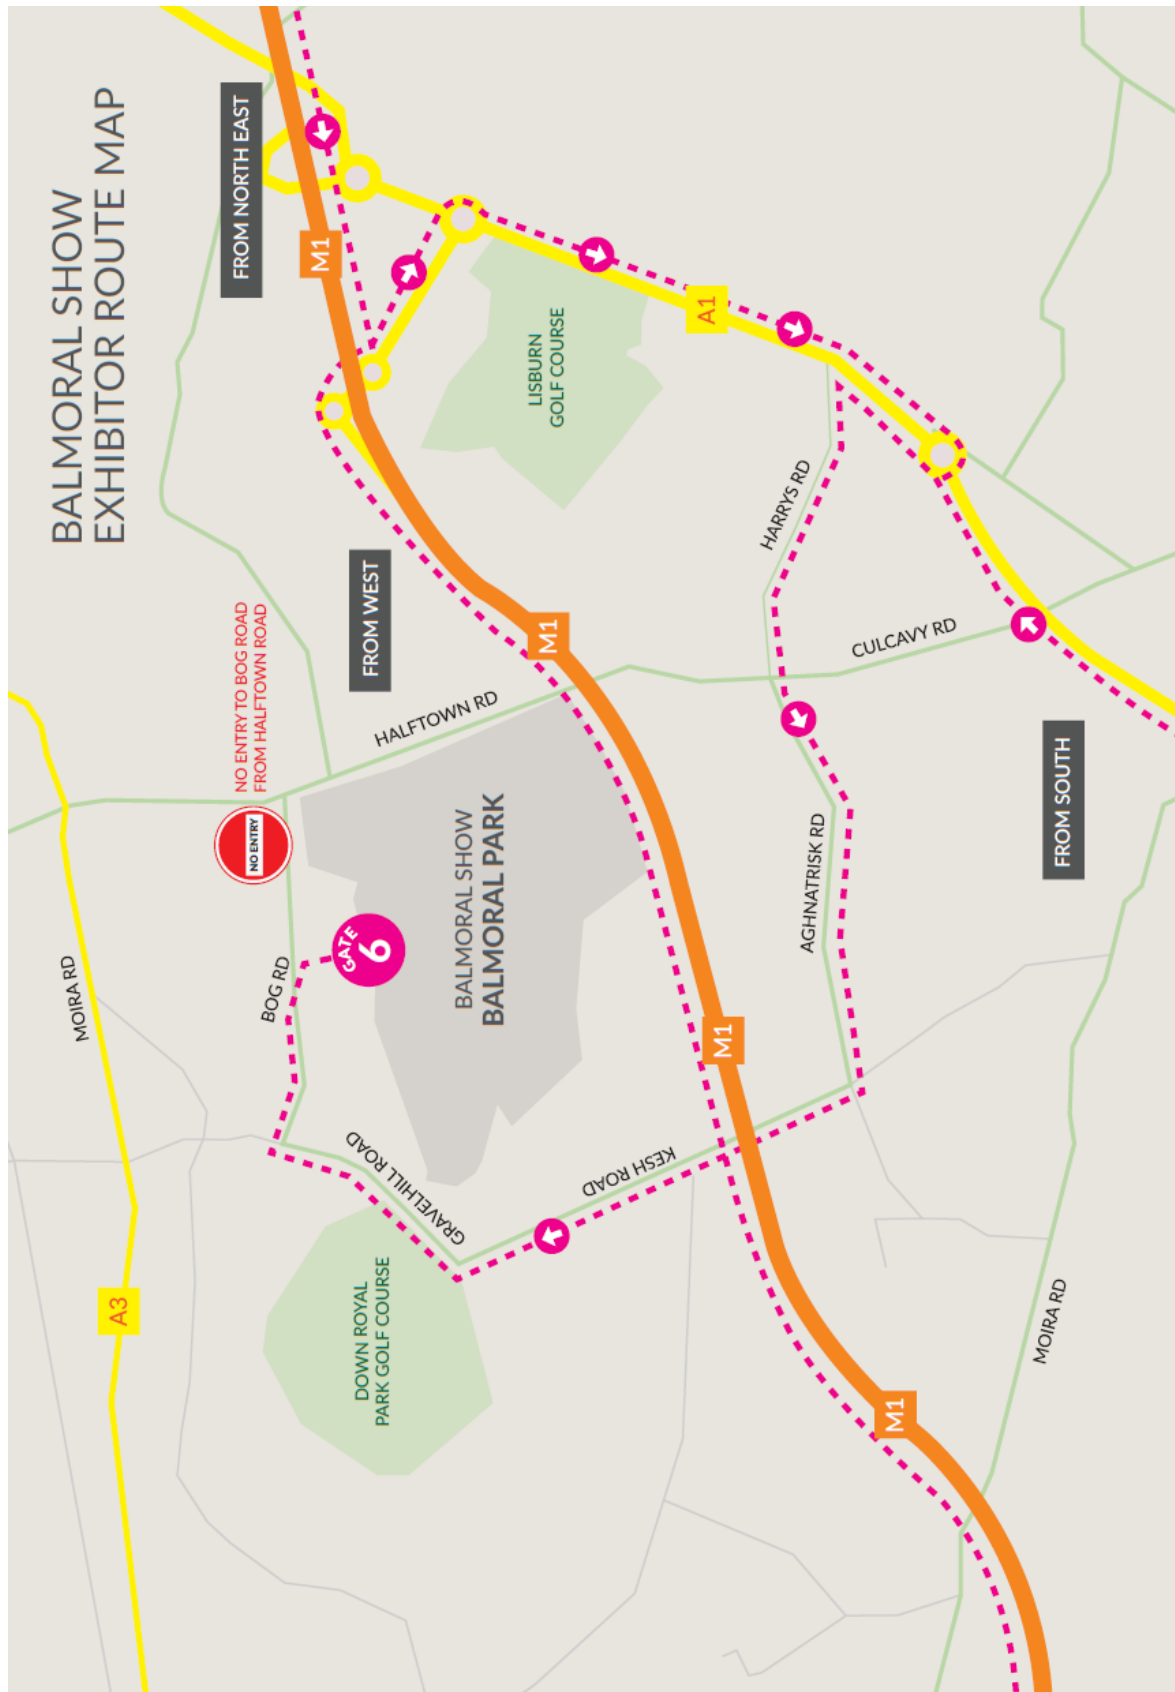 BALMORAL SHOW
EXHIBITOR ROUTE MAP
FROM NORTH EAST
M1
A1
LISBURN
GOLF COURSE
HARRYS RD
FROM WEST
M1
CULCAVY RD
NO ENTRY TO BOG ROAD
FROM HALFTOWN ROAD
NO ENTRY
HALFTOWN RD
FROM SOUTH
BALMORAL SHOW
BALMORAL PARK
AGHNATRISK RD
GATE
6
BOG RD
MOIRA RD
M1
GRAVELHILL ROAD
KESH ROAD
A3
DOWN ROYAL
PARK GOLF COURSE
MOIRA RD
M1